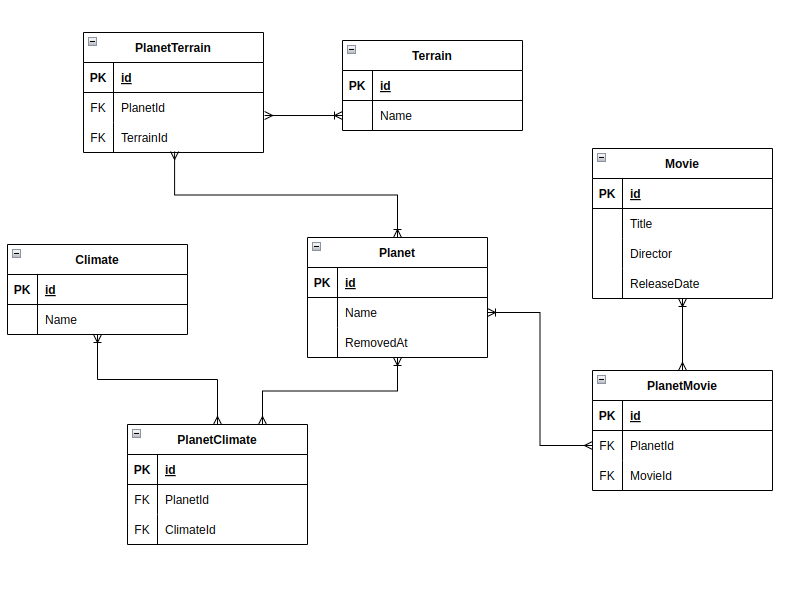 PlanetTerrain
PK id
FK PlanetId
FK TerrainId
Terrain
PK id
Name
Movie
PK id
Title
Director
ReleaseDate
Climate
PK id
Name
Planet
PK id
Name
RemovedAt
PlanetMovie
PK id
FK PlanetId
FK MovieId
PlanetClimate
PK id
FK PlanetId
FK ClimateId